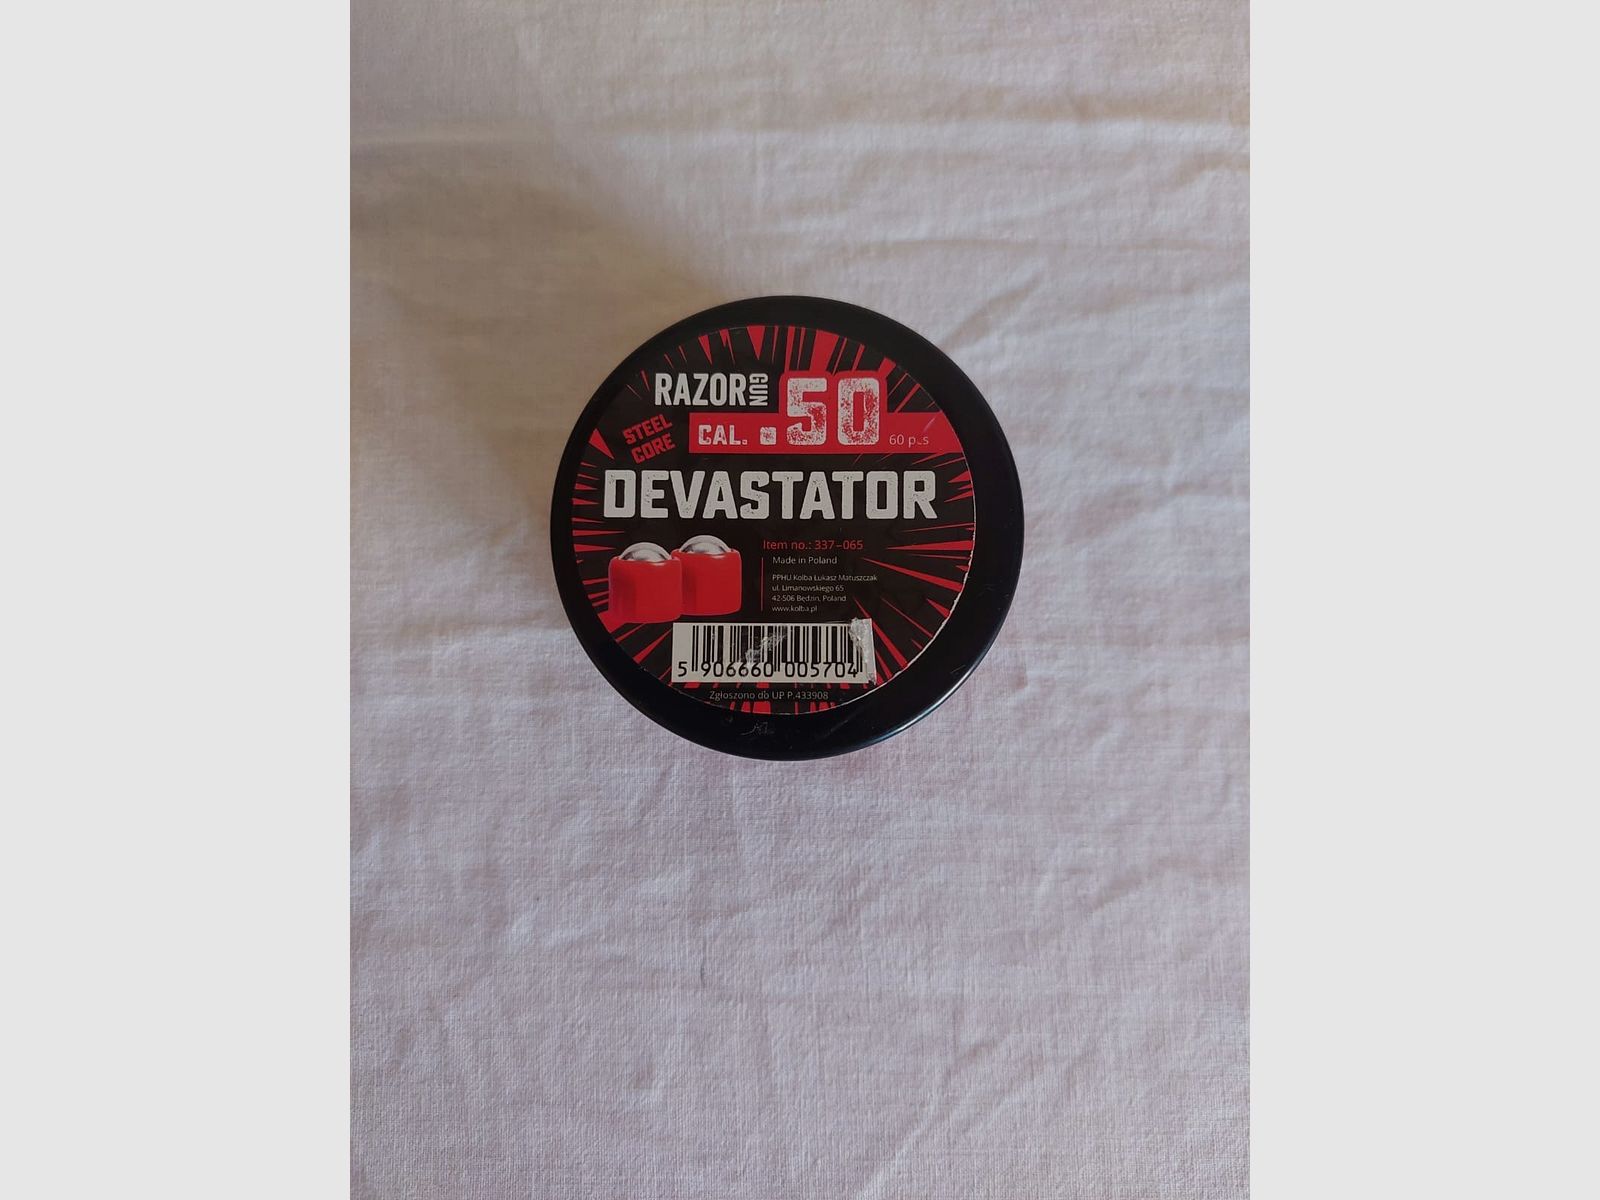 RAZOR GUN
STEEL CORE
CAL. .50
60 pcs
DEVASTATOR
Item no.: 337-065
Made in Poland
PPHU Kolba Łukasz Matuszczak
ul. Limanowskiego 65
42-506 Będzin, Poland
www.kolba.pl
5 906660 005704
Zgłoszono do UP P.433908